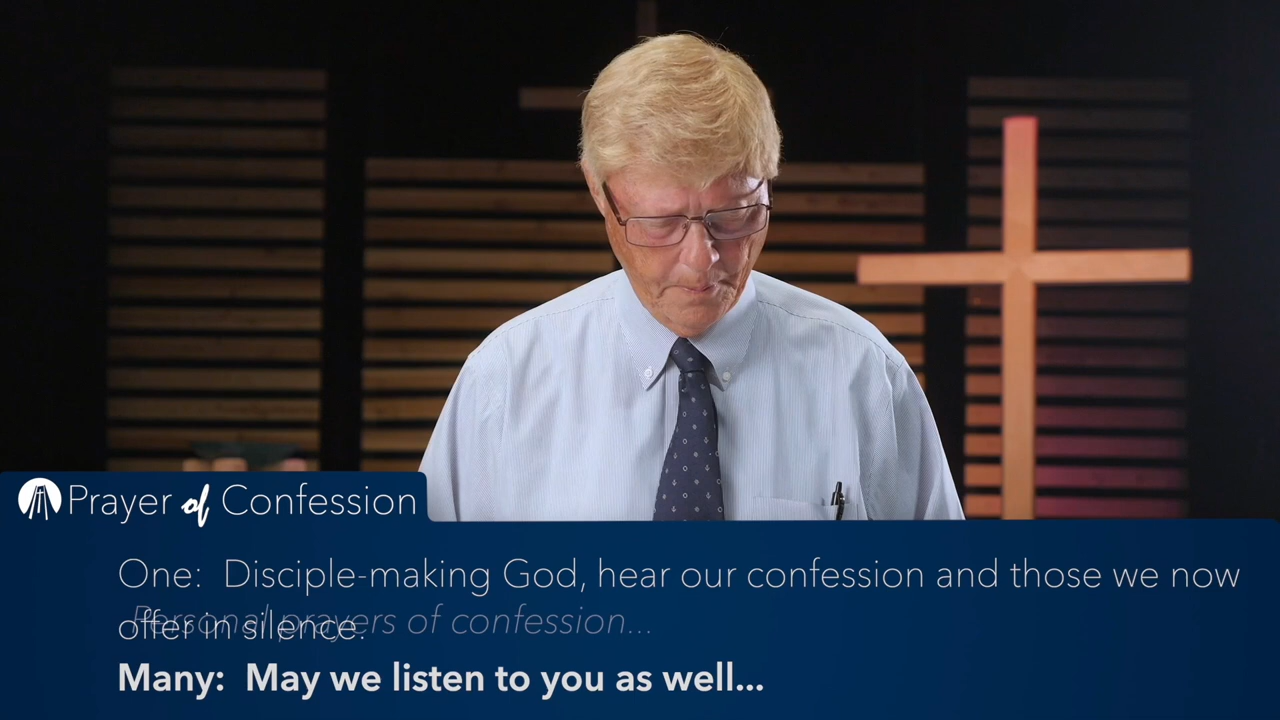 Prayer of Confession
One: Disciple-making God, hear our confession and those we now
offer in silence.
Personal prayers of confession...
Many: May we listen to you as well...